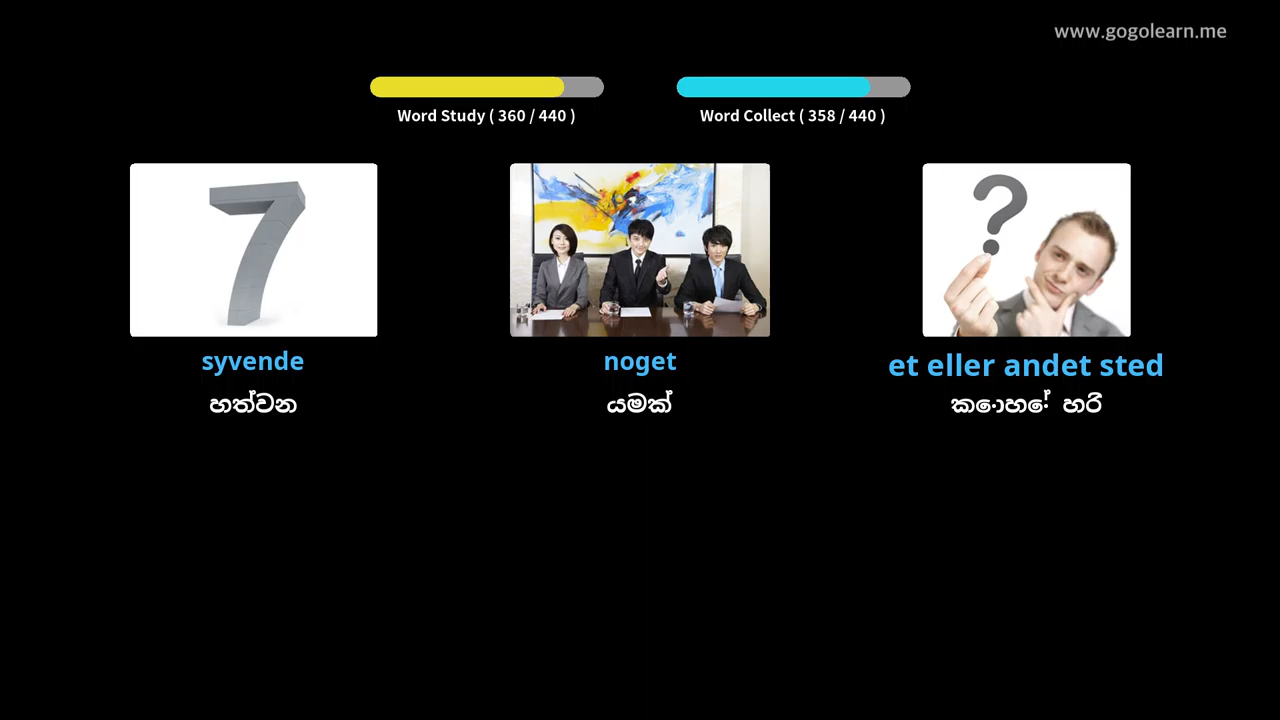 www.gogolearn.me
Word Study ( 360 / 440 )
Word Collect ( 358 / 440 )
7
?
syvende
noget
et eller andet sted
හත්වන
යමක්
කොහේ හරි